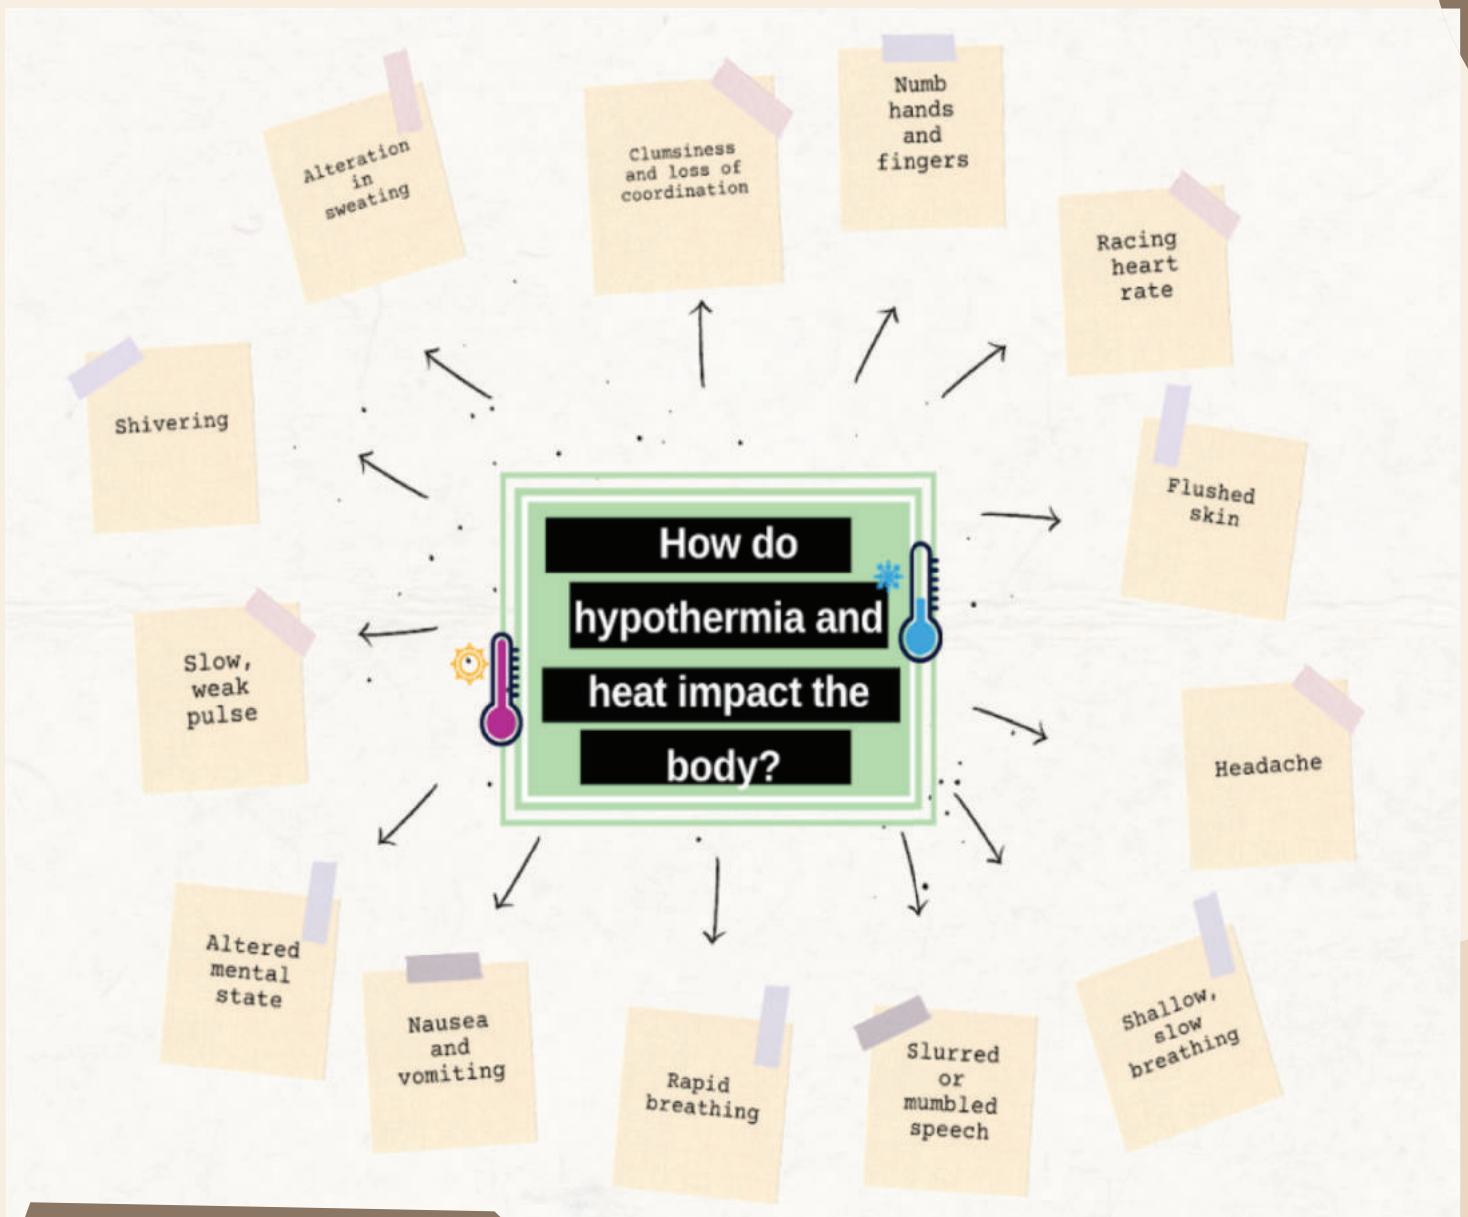 Alteration
in
sweating
Clumsiness
and loss of
coordination
Numb
hands
and
fingers
Racing
heart
rate
Shivering
Flushed
skin
How do
hypothermia and
heat impact the
body?
Slow,
weak
pulse
Headache
Altered
mental
state
Nausea
and
vomiting
Rapid
breathing
Slurred
or
mumbled
speech
Shallow,
slow
breathing